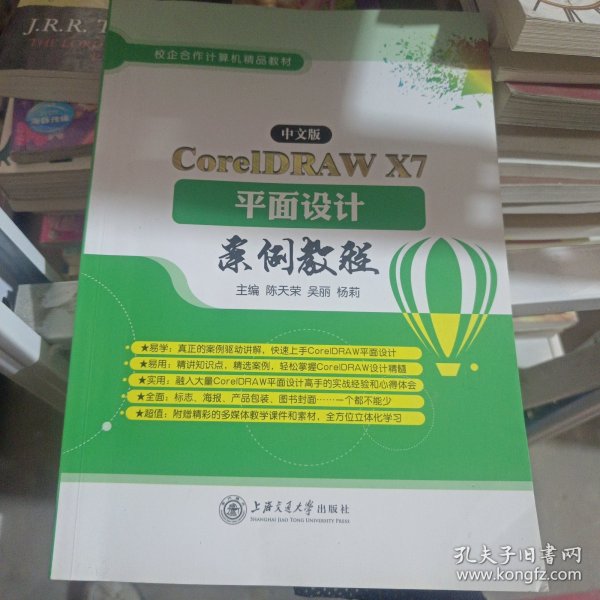 J.R.R. T
THE LORD
校企合作计算机精品教材
中文版
CorelDRAW X7
平面设计
案例教程
主编 陈天荣 吴丽 杨莉
★易学：真正的案例驱动讲解，快速上手CorelDRAW平面设计
★易用：精讲知识点，精选案例，轻松掌握CorelDRAW设计精髓
★实用：融入大量CorelDRAW平面设计高手的实战经验和心得体会
★全面：标志、海报、产品包装、图书封面……一个都不能少
★超值：附赠精彩的多媒体教学课件和素材，全方位立体化学习
上海交通大学出版社
SHANGHAI JIAO TONG UNIVERSITY PRESS
孔夫子旧书网
www.kongfz.com